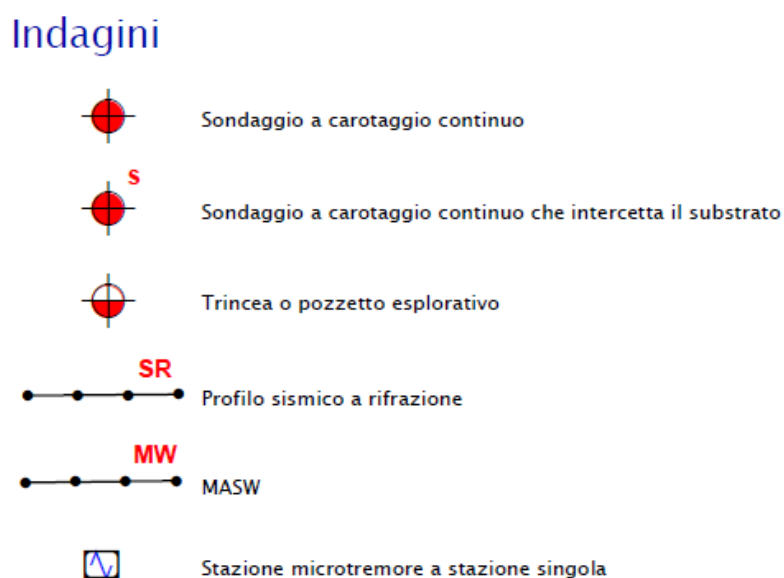 Indagini
Sondaggio a carotaggio continuo
S
Sondaggio a carotaggio continuo che intercetta il substrato
Trincea o pozzetto esplorativo
SR
Profilo sismico a rifrazione
MW
MASW
Stazione microtremore a stazione singola